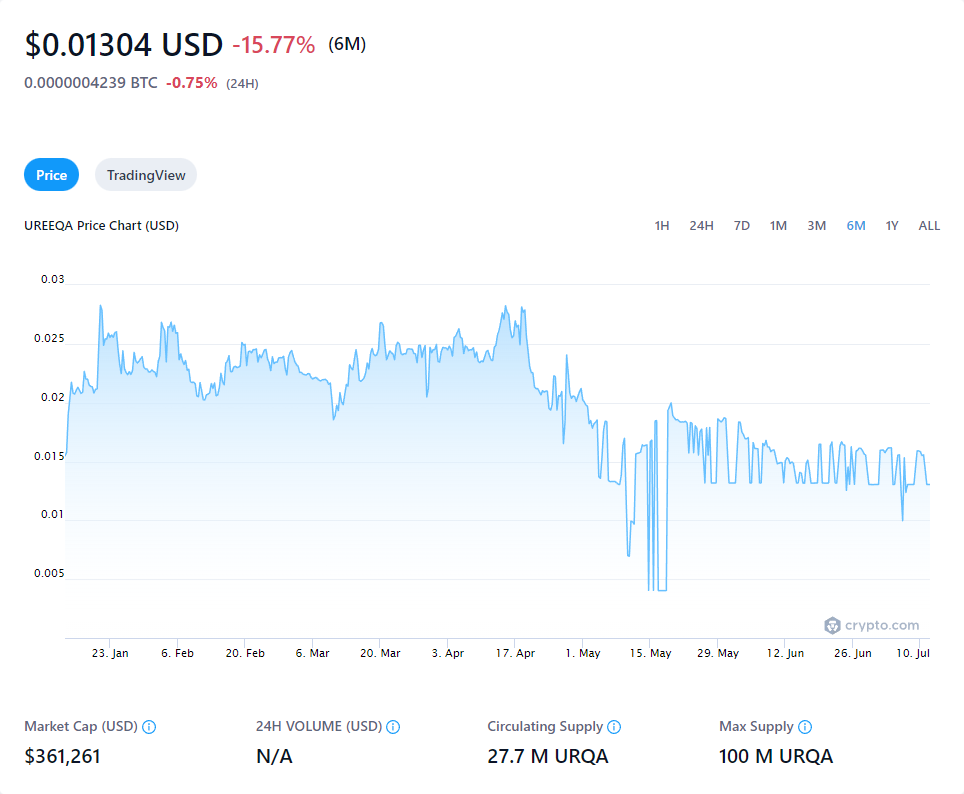 $0.01304 USD -15.77% (6M)
0.0000004239 BTC -0.75% (24H)
Price TradingView
UREEQA Price Chart (USD) 1H 24H 7D 1M 3M 6M 1Y ALL
0.03
0.025
0.02
0.015
0.01
0.005
crypto.com
23. Jan 6. Feb 20. Feb 6. Mar 20. Mar 3. Apr 17. Apr 1. May 15. May 29. May 12. Jun 26. Jun 10. Jul
Market Cap (USD) 24H VOLUME (USD) Circulating Supply Max Supply
$361,261 N/A 27.7 M URQA 100 M URQA